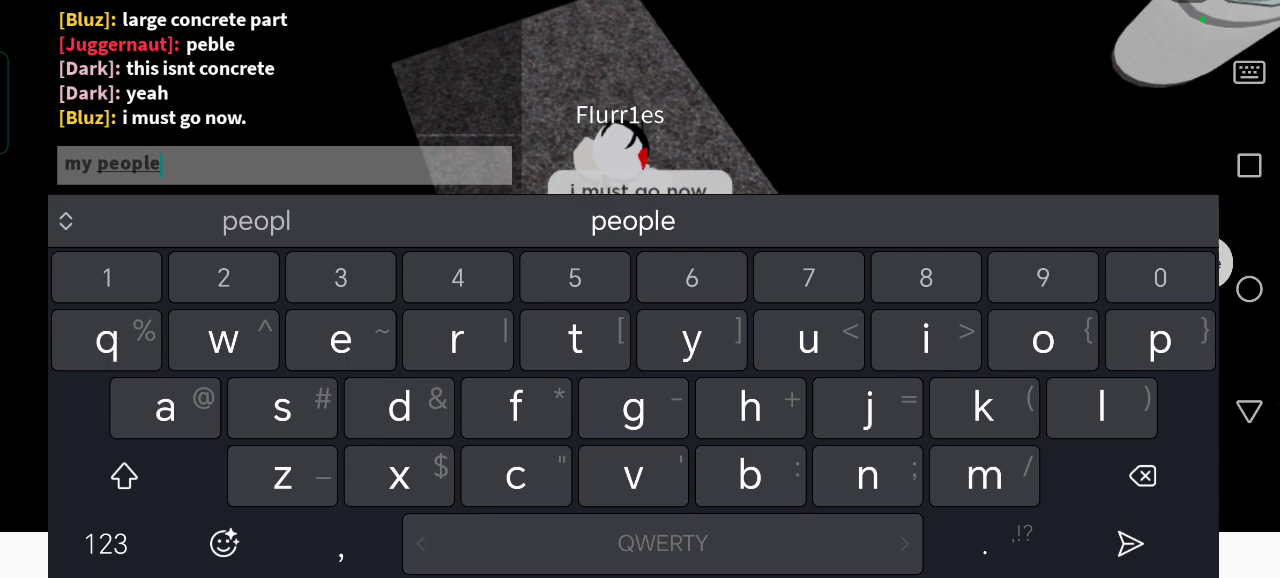 [Bluz]: large concrete part
[Juggernaut]: peble
[Dark]: this isnt concrete
[Dark]: yeah
[Bluz]: i must go now.
FIurr1es
my people
i must go now.
peopl people
1 2 3 4 5 6 7 8 9 0
q % w ^ e ~ r | t [ y ] u < i > o { p }
a @ s # d & f * g - h + j = k ( l )
z _ x $ c " v ' b : n ; m /
123 , QWERTY . ,!?